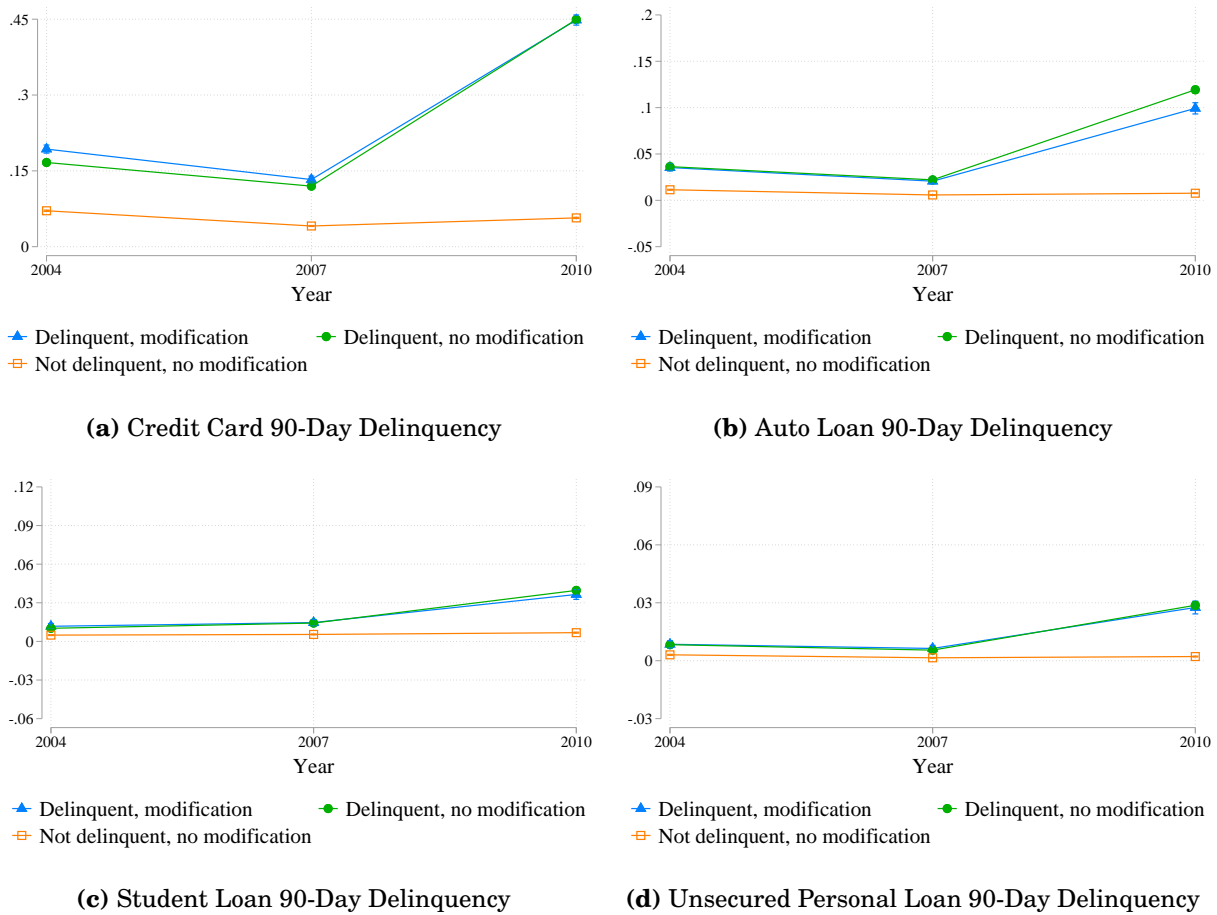 .45
.3
.15
0
2004 2007 2010
Year
Delinquent, modification Delinquent, no modification
Not delinquent, no modification
(a) Credit Card 90-Day Delinquency
.2
.15
.1
.05
0
-.05
2004 2007 2010
Year
Delinquent, modification Delinquent, no modification
Not delinquent, no modification
(b) Auto Loan 90-Day Delinquency
.12
.09
.06
.03
0
-.03
-.06
2004 2007 2010
Year
Delinquent, modification Delinquent, no modification
Not delinquent, no modification
(c) Student Loan 90-Day Delinquency
.09
.06
.03
0
-.03
2004 2007 2010
Year
Delinquent, modification Delinquent, no modification
Not delinquent, no modification
(d) Unsecured Personal Loan 90-Day Delinquency